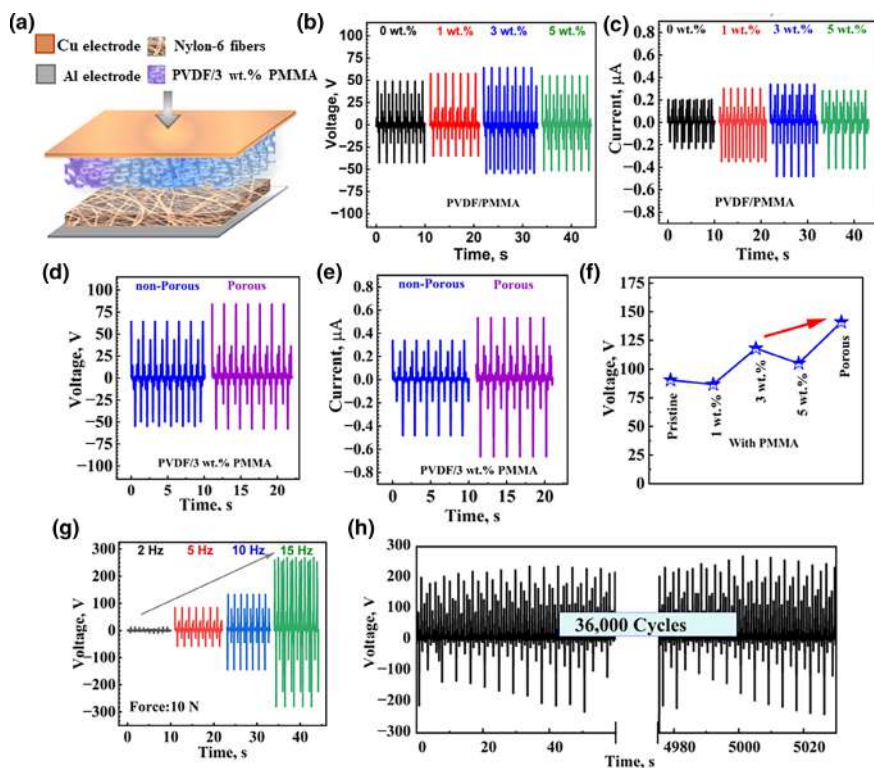 (a)
Cu electrode
Nylon-6 fibers
Al electrode
PVDF/3 wt.% PMMA
(b)
0 wt.%
1 wt.%
3 wt.%
5 wt.%
Voltage, V
100
75
50
25
0
−25
−50
−75
−100
PVDF/PMMA
0
10
20
30
40
Time, s
(c)
0 wt.%
1 wt.%
3 wt.%
5 wt.%
Current, μA
0.8
0.6
0.4
0.2
0.0
−0.2
−0.4
−0.6
−0.8
PVDF/PMMA
0
10
20
30
40
Time, s
(d)
non-Porous
Porous
Voltage, V
100
75
50
25
0
−25
−50
−75
−100
PVDF/3 wt.% PMMA
0
5
10
15
20
Time, s
(e)
non-Porous
Porous
Current, μA
0.8
0.6
0.4
0.2
0.0
−0.2
−0.4
−0.6
−0.8
PVDF/3 wt.% PMMA
0
5
10
15
20
Time, s
(f)
Voltage, V
175
150
125
100
75
50
25
0
Pristine
1 wt.%
3 wt.%
5 wt.%
Porous
With PMMA
(g)
2 Hz
5 Hz
10 Hz
15 Hz
Voltage, V
300
200
100
0
−100
−200
−300
Force:10 N
0
10
20
30
40
Time, s
(h)
Voltage, V
300
200
100
0
−100
−200
−300
36,000 Cycles
0
20
40
4980
5000
5020
Time, s